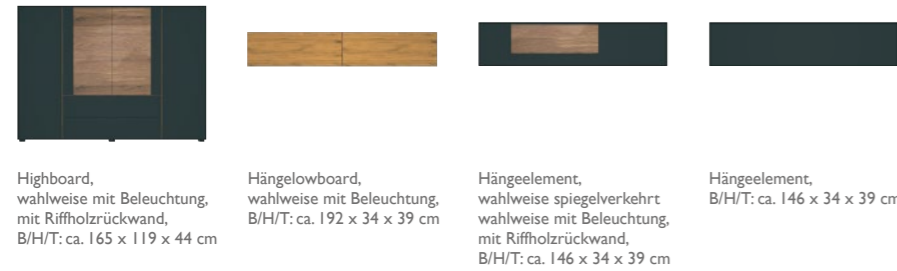 Highboard,
wahlweise mit Beleuchtung,
mit Riffholzrückwand,
B/H/T: ca. 165 x 119 x 44 cm
Hängelowboard,
wahlweise mit Beleuchtung,
B/H/T: ca. 192 x 34 x 39 cm
Hängeelement,
wahlweise spiegelverkehrt
wahlweise mit Beleuchtung,
mit Riffholzrückwand,
B/H/T: ca. 146 x 34 x 39 cm
Hängeelement,
B/H/T: ca. 146 x 34 x 39 cm